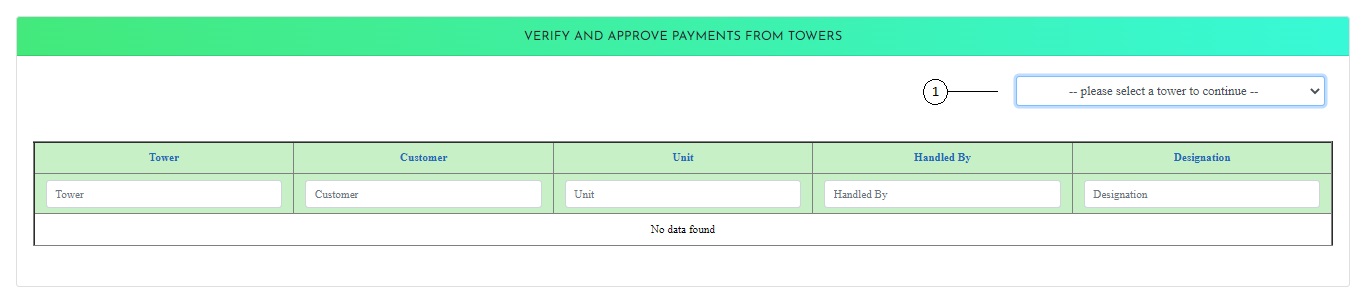 VERIFY AND APPROVE PAYMENTS FROM TOWERS
1 -- please select a tower to continue --
Tower Customer Unit Handled By Designation
Tower Customer Unit Handled By Designation
No data found